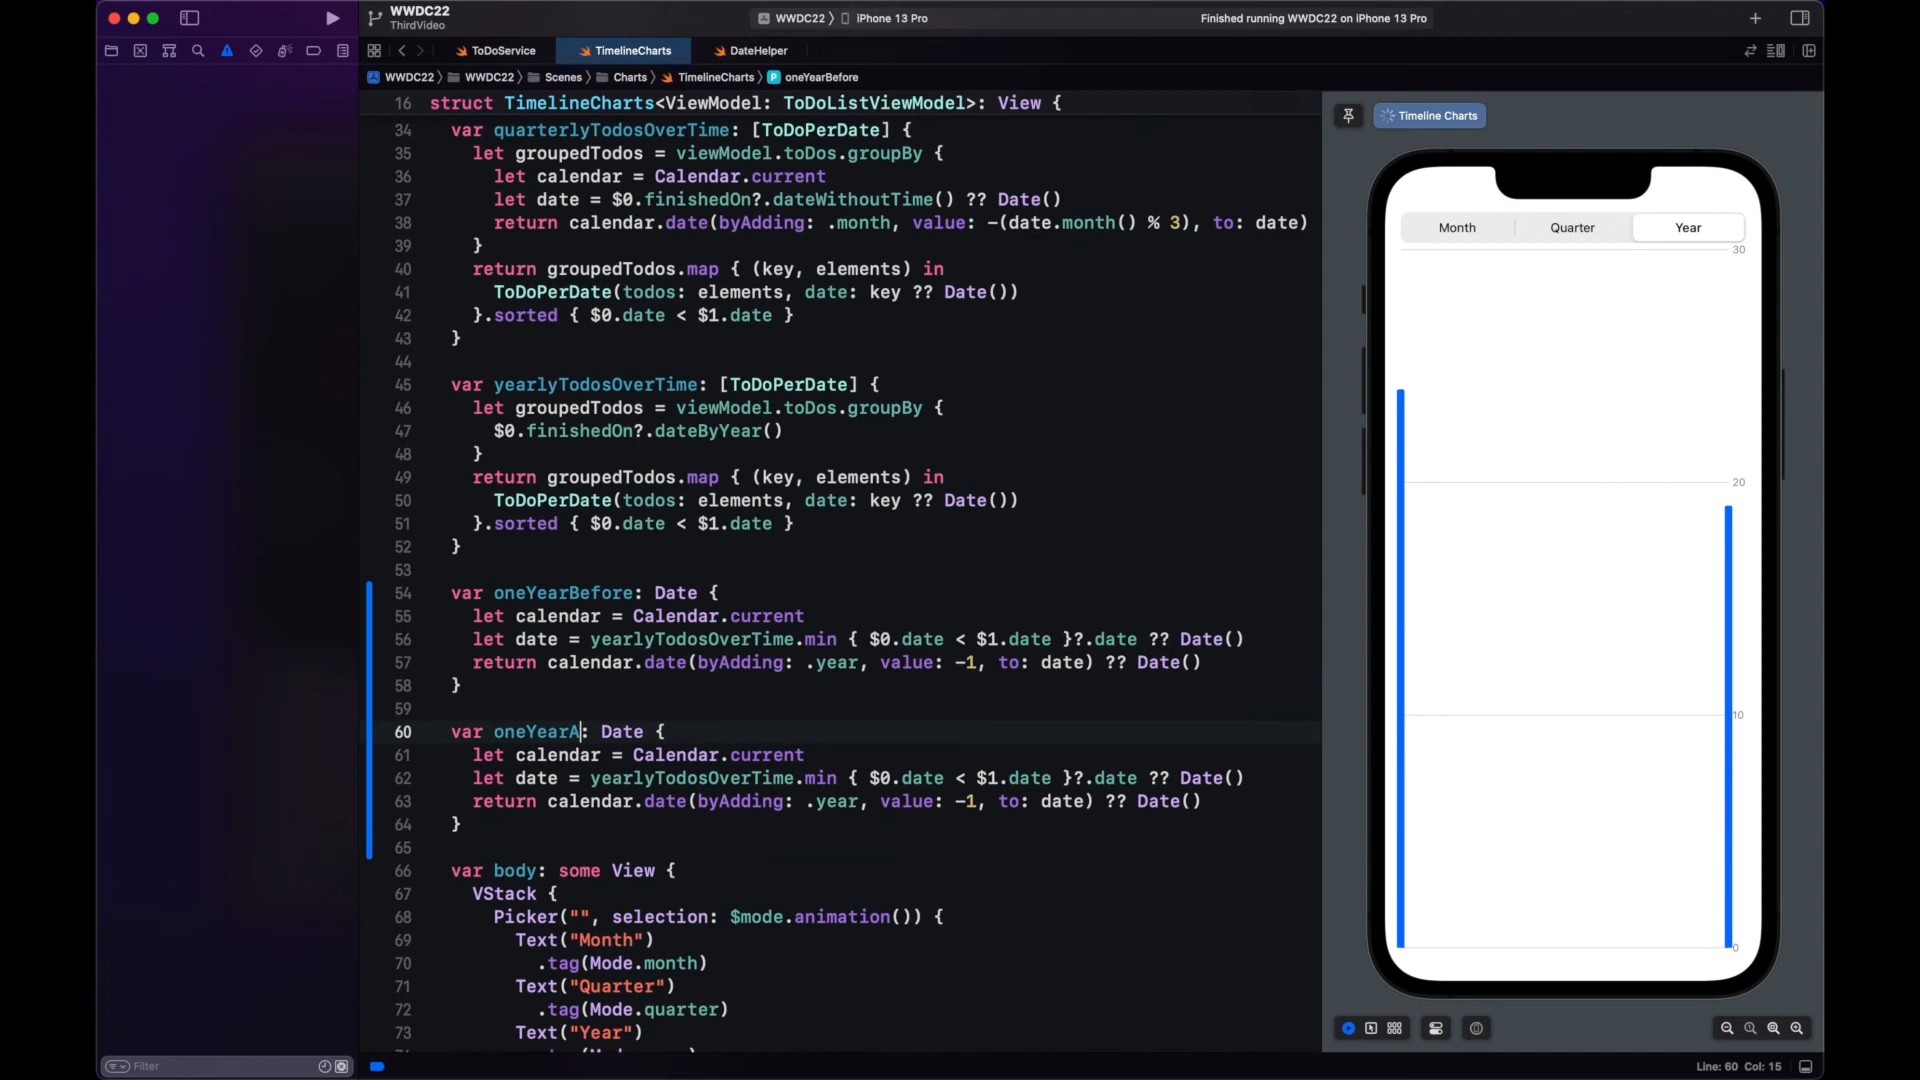 WWDC22
ThirdVideo
WWDC22 〉 iPhone 13 Pro
Finished running WWDC22 on iPhone 13 Pro
ToDoService
TimelineCharts
DateHelper
WWDC22 〉 WWDC22 〉 Scenes 〉 Charts 〉 TimelineCharts 〉 P oneYearBefore
16 struct TimelineCharts<ViewModel: ToDoListViewModel>: View {
34 var quarterlyTodosOverTime: [ToDoPerDate] {
35 let groupedTodos = viewModel.toDos.groupBy {
36 let calendar = Calendar.current
37 let date = $0.finishedOn?.dateWithoutTime() ?? Date()
38 return calendar.date(byAdding: .month, value: -(date.month() % 3), to: date)
39 }
40 return groupedTodos.map { (key, elements) in
41 ToDoPerDate(todos: elements, date: key ?? Date())
42 }.sorted { $0.date < $1.date }
43 }
44
45 var yearlyTodosOverTime: [ToDoPerDate] {
46 let groupedTodos = viewModel.toDos.groupBy {
47 $0.finishedOn?.dateByYear()
48 }
49 return groupedTodos.map { (key, elements) in
50 ToDoPerDate(todos: elements, date: key ?? Date())
51 }.sorted { $0.date < $1.date }
52 }
53
54 var oneYearBefore: Date {
55 let calendar = Calendar.current
56 let date = yearlyTodosOverTime.min { $0.date < $1.date }?.date ?? Date()
57 return calendar.date(byAdding: .year, value: -1, to: date) ?? Date()
58 }
59
60 var oneYearA: Date {
61 let calendar = Calendar.current
62 let date = yearlyTodosOverTime.min { $0.date < $1.date }?.date ?? Date()
63 return calendar.date(byAdding: .year, value: -1, to: date) ?? Date()
64 }
65
66 var body: some View {
67 VStack {
68 Picker("", selection: $mode.animation()) {
69 Text("Month")
70 .tag(Mode.month)
71 Text("Quarter")
72 .tag(Mode.quarter)
73 Text("Year")
Timeline Charts
Month
Quarter
Year
30
20
10
0
Filter
Line: 60 Col: 15